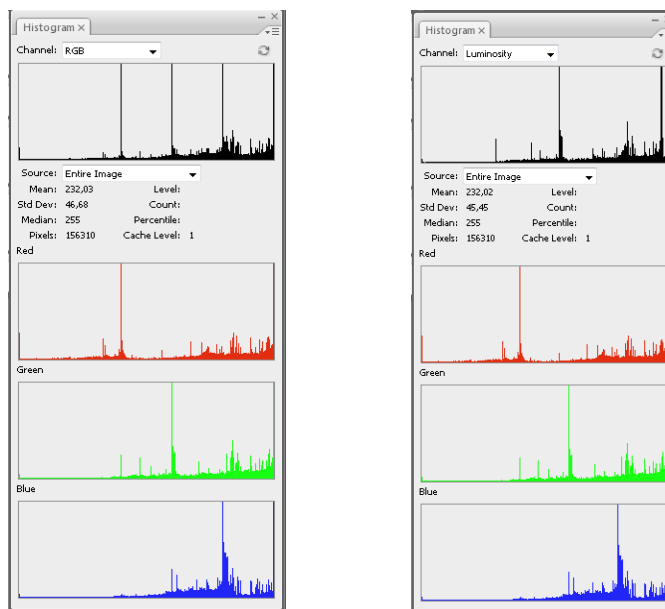 Histogram ×
Channel: RGB
Source: Entire Image
Mean: 232,03 Level:
Std Dev: 46,68 Count:
Median: 255 Percentile:
Pixels: 156310 Cache Level: 1
Red
Green
Blue
Histogram ×
Channel: Luminosity
Source: Entire Image
Mean: 232,02 Level:
Std Dev: 45,45 Count:
Median: 255 Percentile:
Pixels: 156310 Cache Level: 1
Red
Green
Blue